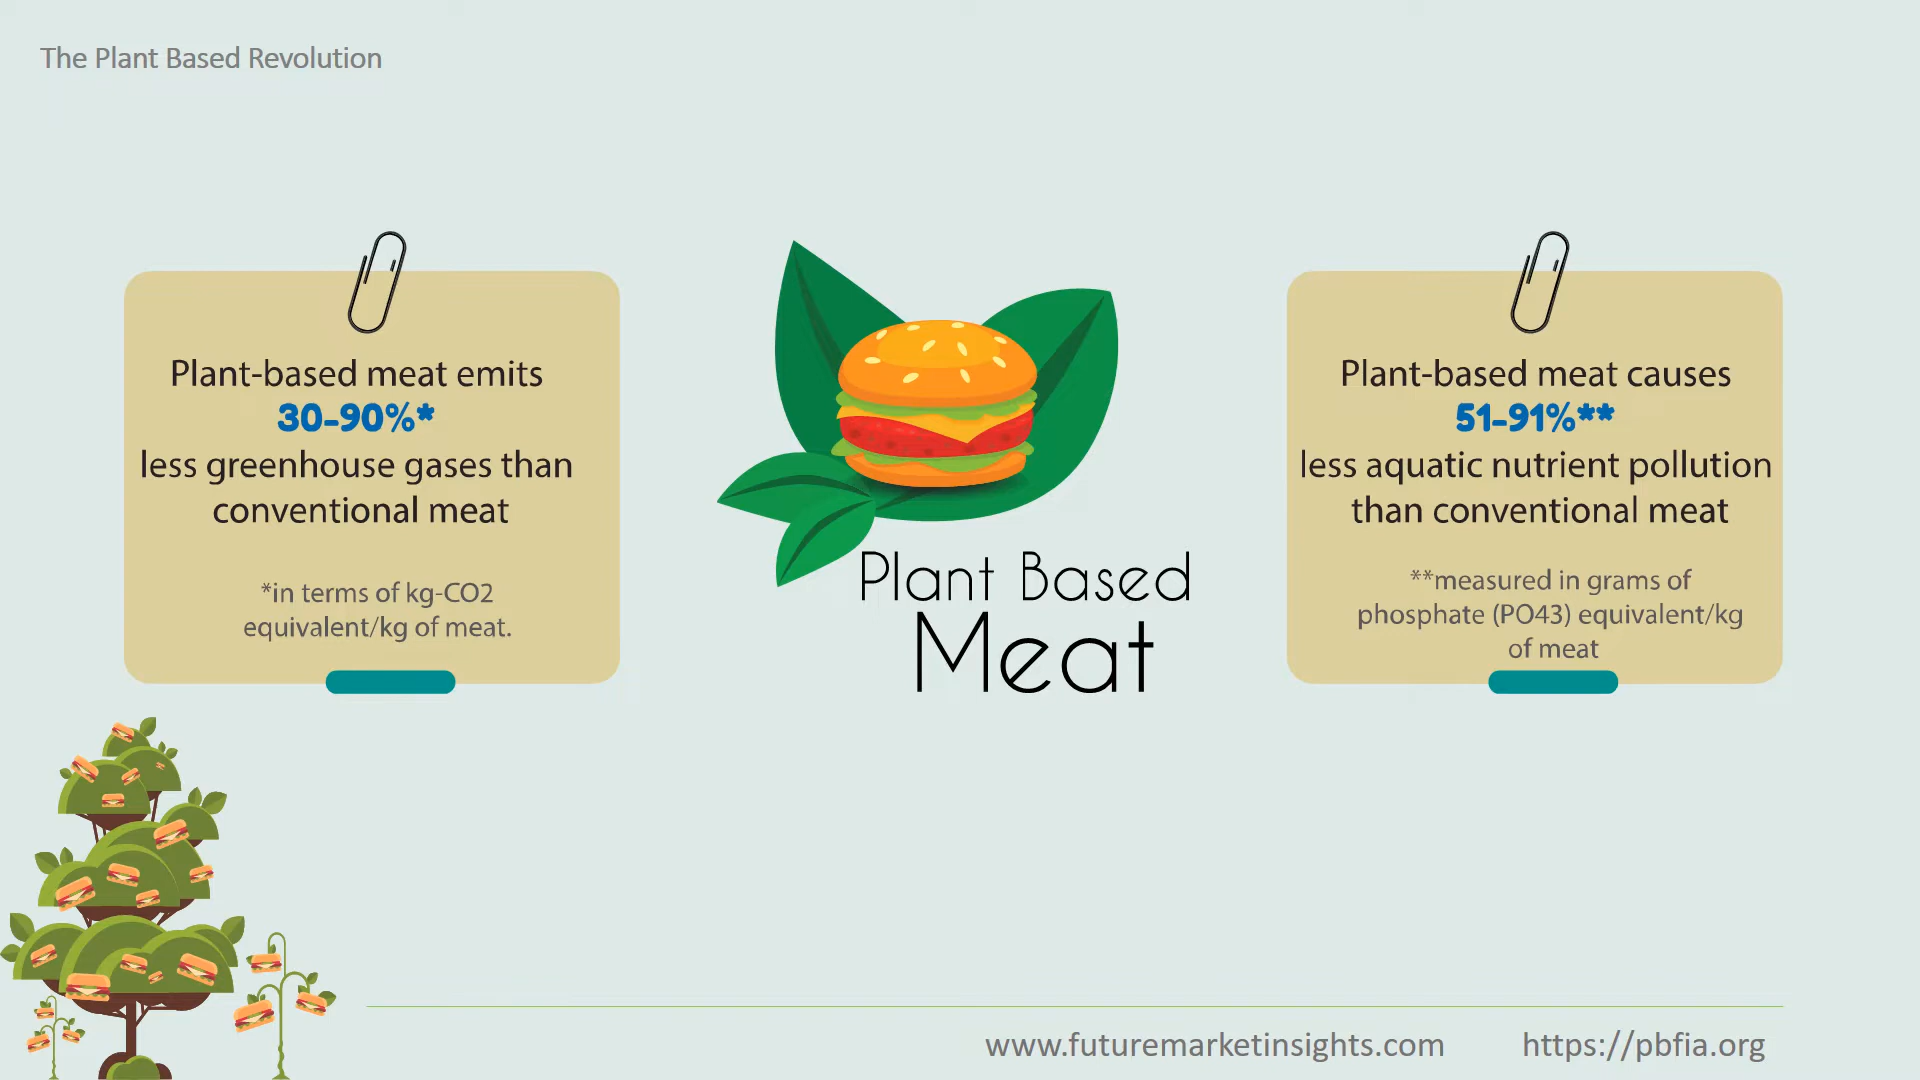 The Plant Based Revolution
Plant-based meat emits
30-90%*
less greenhouse gases than
conventional meat
*in terms of kg-CO2
equivalent/kg of meat.
Plant Based
Meat
Plant-based meat causes
51-91%**
less aquatic nutrient pollution
than conventional meat
**measured in grams of
phosphate (PO43) equivalent/kg
of meat
www.futuremarketinsights.com
https://pbfia.org